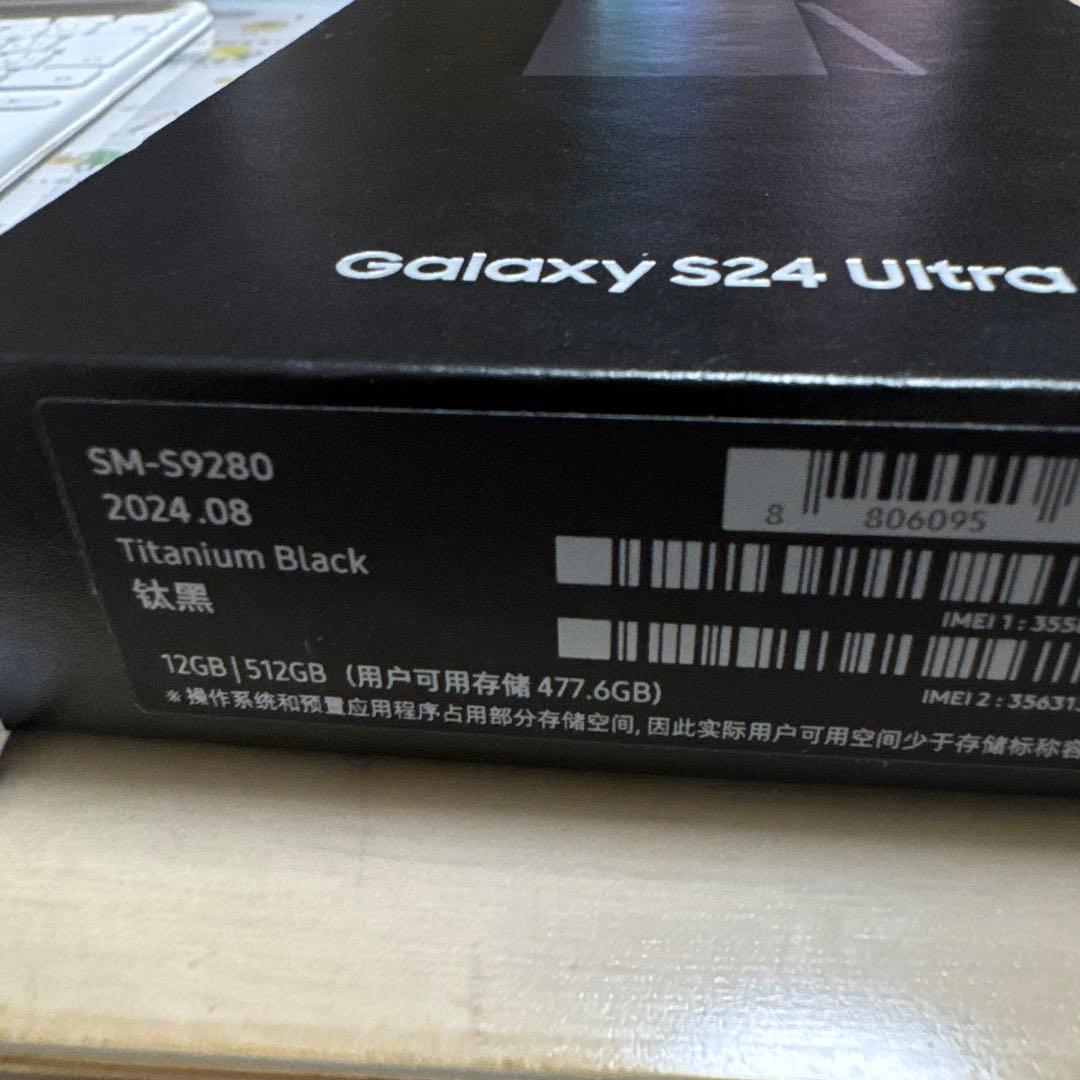 Galaxy S24 Ultra
SM-S9280
2024.08
Titanium Black
钛黑
12GB | 512GB (用户可用存储 477.6GB)
※ 操作系统和预置应用程序占用部分存储空间, 因此实际用户可用空间少于存储标称容
8 806095
IMEI 1 : 355
IMEI 2 : 35631